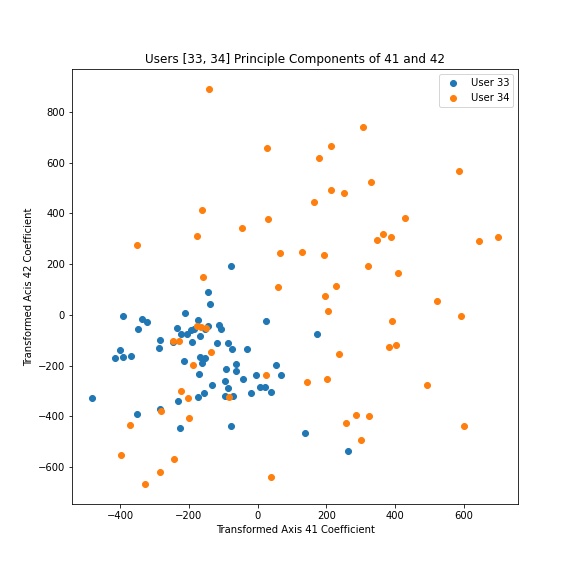 Users [33, 34] Principle Components of 41 and 42
User 33
User 34
Transformed Acis 42 Coefficient
800
600
400
200
0
−200
−400
−600
−400
−200
0
200
400
600
Transformed Axis 41 Coefficient